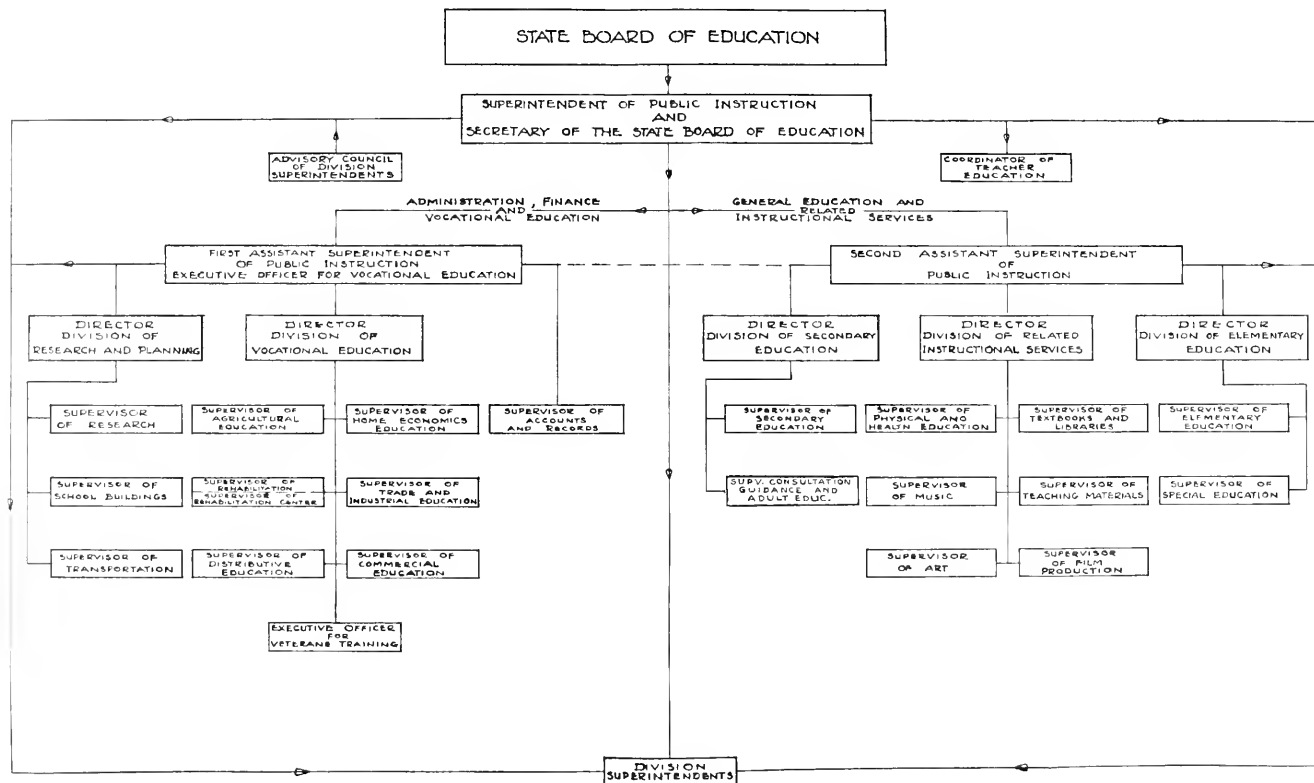 STATE BOARD OF EDUCATION
SUPERINTENDENT OF PUBLIC INSTRUCTION
AND
SECRETARY OF THE STATE BOARD OF EDUCATION
ADVISORY COUNCIL
OF DIVISION
SUPERINTENDENTS
COORDINATOR OF
TEACHER
EDUCATION
ADMINISTRATION, FINANCE
AND
VOCATIONAL EDUCATION
GENERAL EDUCATION AND
RELATED
INSTRUCTIONAL SERVICES
FIRST ASSISTANT SUPERINTENDENT
OF PUBLIC INSTRUCTION
EXECUTIVE OFFICER FOR VOCATIONAL EDUCATION
SECOND ASSISTANT SUPERINTENDENT
OF
PUBLIC INSTRUCTION
DIRECTOR
DIVISION OF
RESEARCH AND PLANNING
DIRECTOR
DIVISION OF
VOCATIONAL EDUCATION
DIRECTOR
DIVISION OF SECONDARY
EDUCATION
DIRECTOR
DIVISION OF RELATED
INSTRUCTIONAL SERVICES
DIRECTOR
DIVISION OF ELEMENTARY
EDUCATION
SUPERVISOR
OF RESEARCH
SUPERVISOR OF
AGRICULTURAL
EDUCATION
SUPERVISOR OF
HOME ECONOMICS
EDUCATION
SUPERVISOR OF
ACCOUNTS
AND RECORDS
SUPERVISOR OF
SECONDARY
EDUCATION
SUPERVISOR OF
PHYSICAL AND
HEALTH EDUCATION
SUPERVISOR OF
TEXTBOOKS AND
LIBRARIES
SUPERVISOR OF
ELEMENTARY
EDUCATION
SUPERVISOR OF
SCHOOL BUILDINGS
SUPERVISOR OF
REHABILITATION
SUPERVISOR OF
REHABILITATION CENTER
SUPERVISOR OF
TRADE AND
INDUSTRIAL EDUCATION
SUPV. CONSULTATION
GUIDANCE AND
ADULT EDUC.
SUPERVISOR
OF MUSIC
SUPERVISOR OF
TEACHING MATERIALS
SUPERVISOR OF
SPECIAL EDUCATION
SUPERVISOR OF
TRANSPORTATION
SUPERVISOR OF
DISTRIBUTIVE
EDUCATION
SUPERVISOR OF
COMMERCIAL
EDUCATION
SUPERVISOR
OF ART
SUPERVISOR
OF FILM
PRODUCTION
EXECUTIVE OFFICER
FOR
VETERANS TRAINING
DIVISION
SUPERINTENDENTS